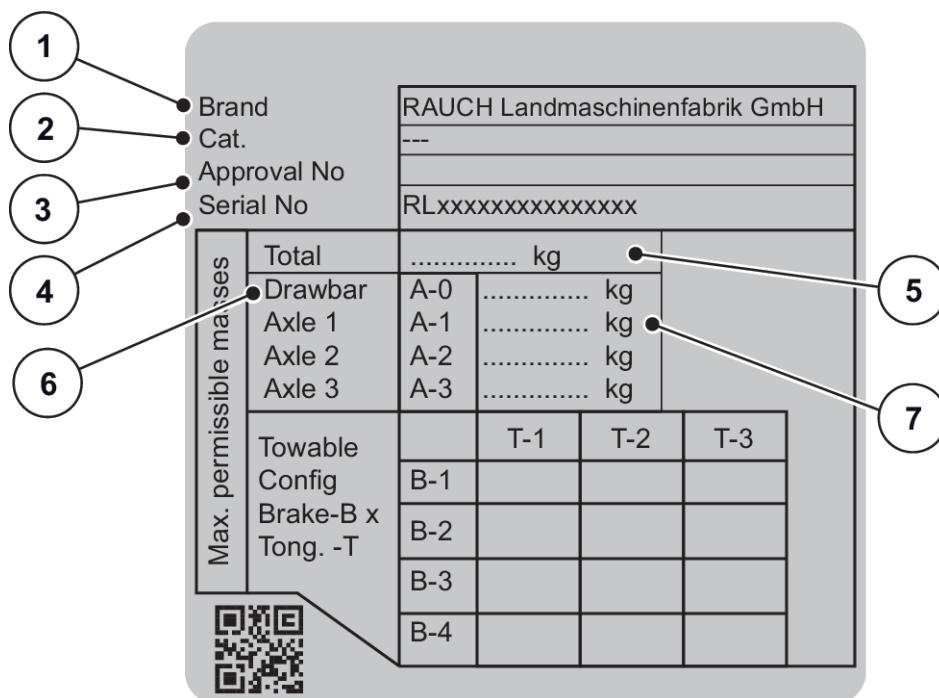 1
Brand RAUCH Landmaschinenfabrik GmbH
2
Cat. ---
Approval No
3
Serial No RLxxxxxxxxxxxxxxx
4
Max. permissible masses
Total .............. kg
5
Drawbar A-0 .............. kg
Axle 1 A-1 .............. kg
Axle 2 A-2 .............. kg
6
Axle 3 A-3 .............. kg
7
Towable
Config
Brake-B x
Tong. -T
T-1 T-2 T-3
B-1
B-2
B-3
B-4